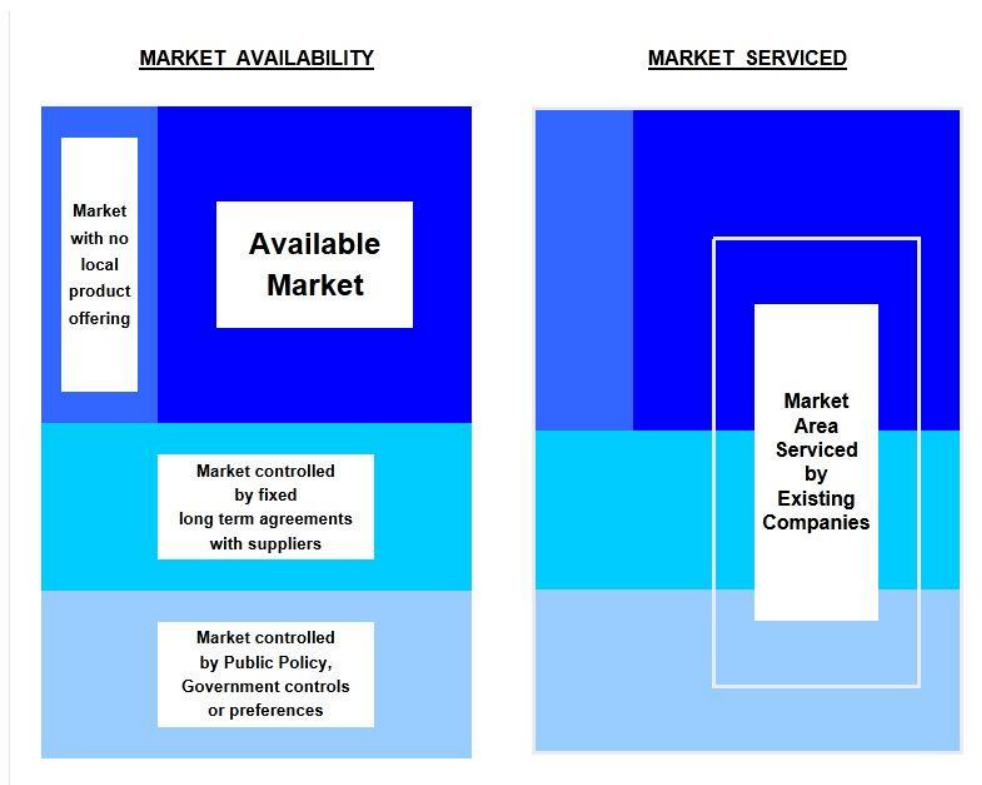 MARKET AVAILABILITY
Market
with no
local
product
offering
Available
Market
Market controlled
by fixed
long term agreements
with suppliers
Market controlled
by Public Policy,
Government controls
or preferences
MARKET SERVICED
Market
Area
Serviced
by
Existing
Companies